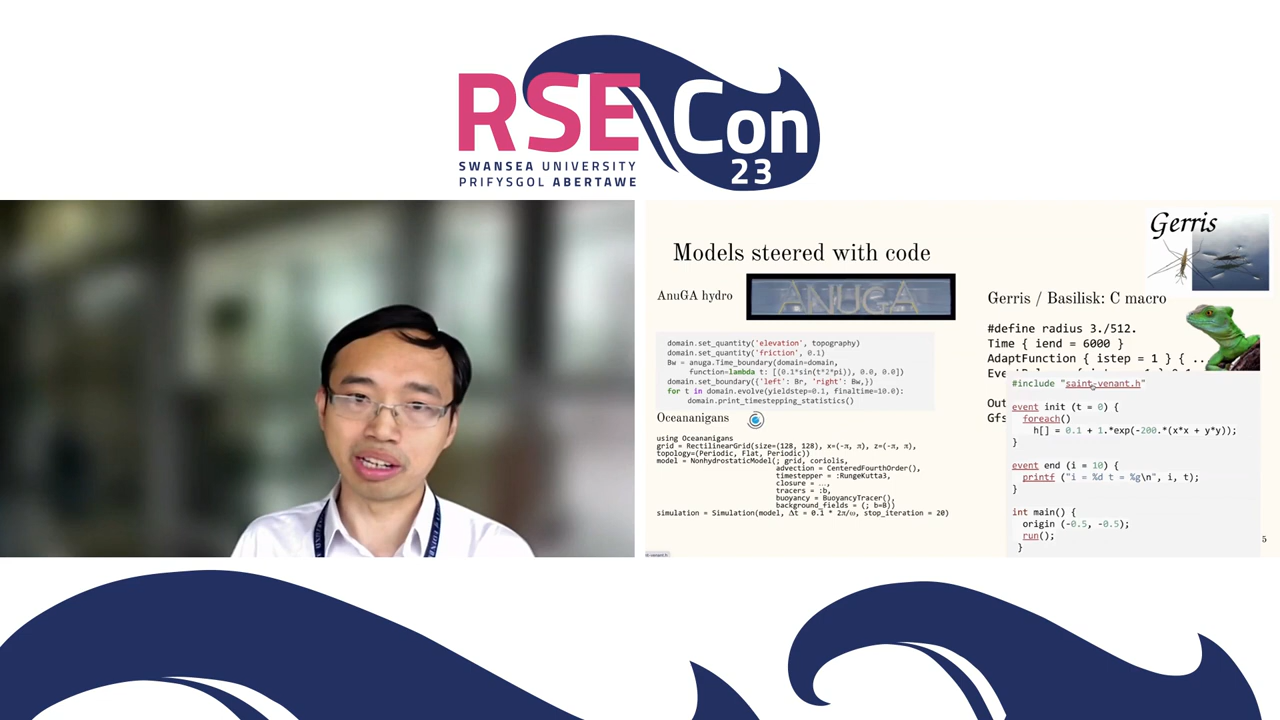 RSE Con
23
SWANSEA UNIVERSITY
PRIFYSGOL ABERTAWE
Models steered with code
AnuGA hydro
ANUGA
domain.set_quantity('elevation', topography)
domain.set_quantity('friction', 0.1)
Bw = anuga.Time_boundary(domain=domain,
function=lambda t: [(0.1*sin(t*2*pi)), 0.0, 0.0])
domain.set_boundary({'left': Br, 'right': Bw,})
for t in domain.evolve(yieldstep=0.1, finaltime=10.0):
domain.print_timestepping_statistics()
Oceananigans
using Oceananigans
grid = RectilinearGrid(size=(128, 128), x=(-π, π), z=(-π, π),
topology=(Periodic, Flat, Periodic))
model = NonhydrostaticModel(; grid, coriolis,
advection = CenteredFourthOrder(),
timestepper = :RungeKutta3,
closure = …,
tracers = :b,
buoyancy = BuoyancyTracer(),
background_fields = (; b=B))
simulation = Simulation(model, Δt = 0.1 * 2π/ω, stop_iteration = 20)
Gerris
Gerris / Basilisk: C macro
#define radius 3./512.
Time { iend = 6000 }
AdaptFunction { istep = 1 } { ..
Out
Gfs
#include "saint-venant.h"
event init (t = 0) {
foreach()
h[] = 0.1 + 1.*exp(-200.*(x*x + y*y));
}
event end (i = 10) {
printf ("i = %d t = %g\n", i, t);
}
int main() {
origin (-0.5, -0.5);
run();
}
5